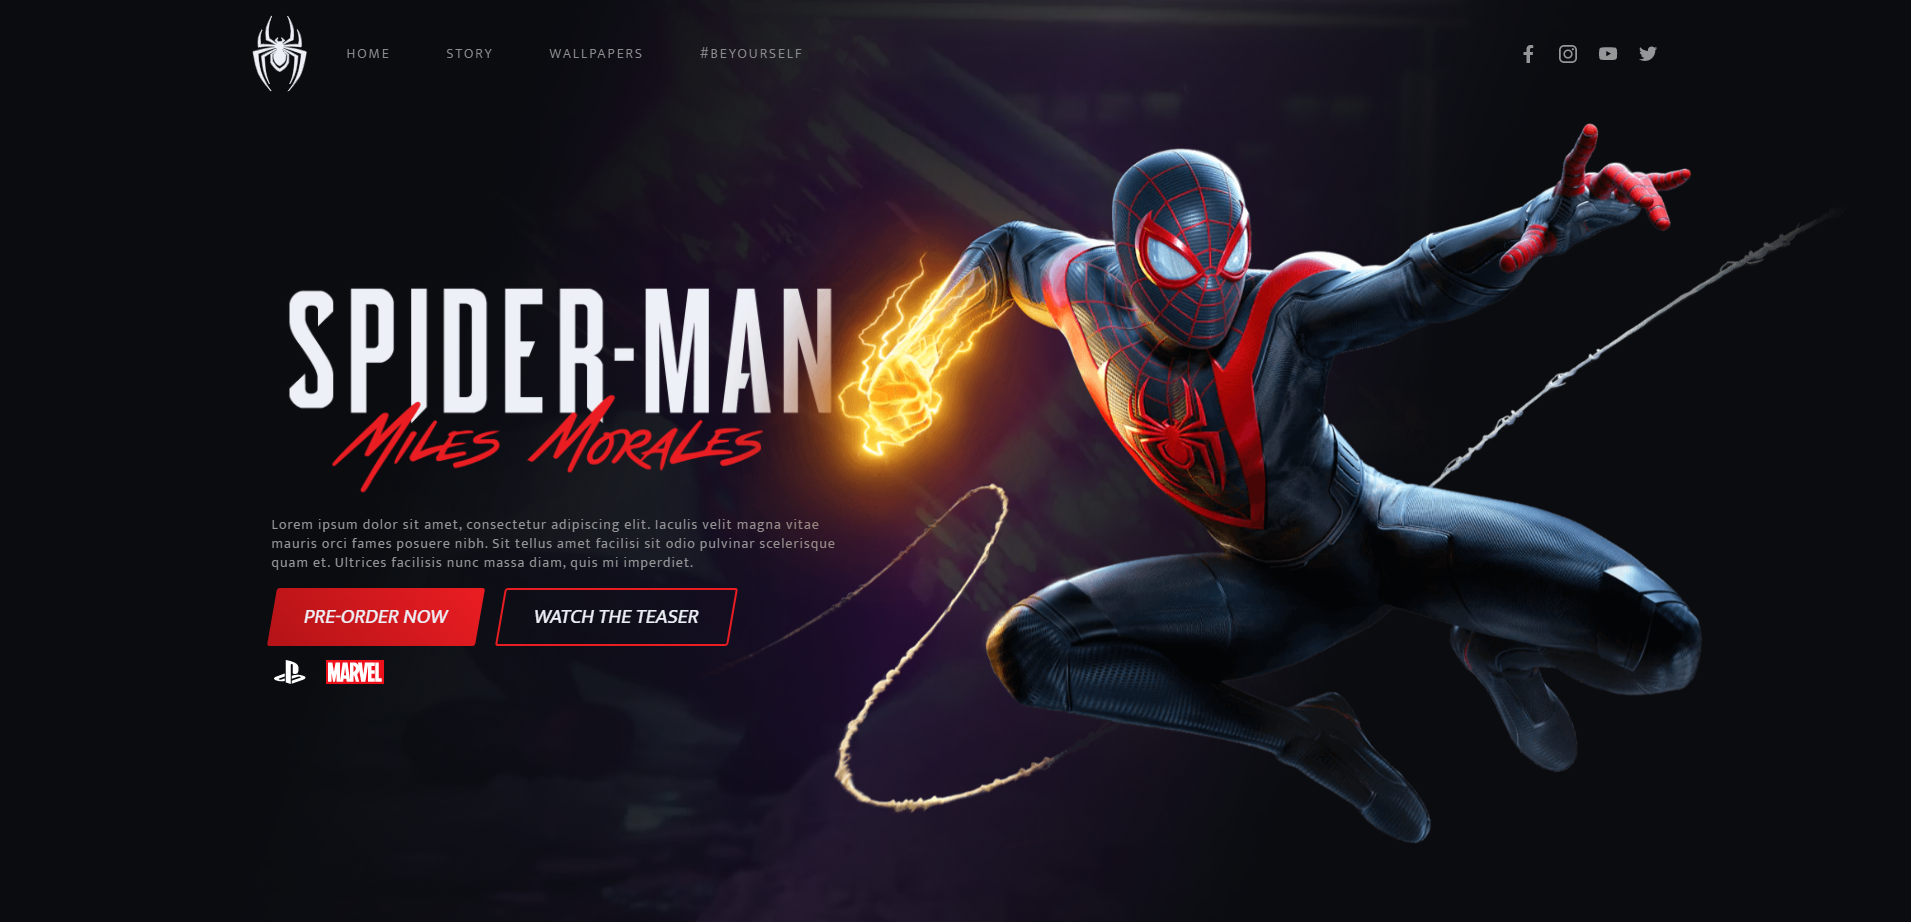 HOME
STORY
WALLPAPERS
#BEYOURSELF
SPIDER-MAN
MILES MORALES
Lorem ipsum dolor sit amet, consectetur adipiscing elit. Iaculis velit magna vitae
mauris orci fames posuere nibh. Sit tellus amet facilisi sit odio pulvinar scelerisque
quam et. Ultrices facilisis nunc massa diam, quis mi imperdiet.
PRE-ORDER NOW
WATCH THE TEASER
MARVEL